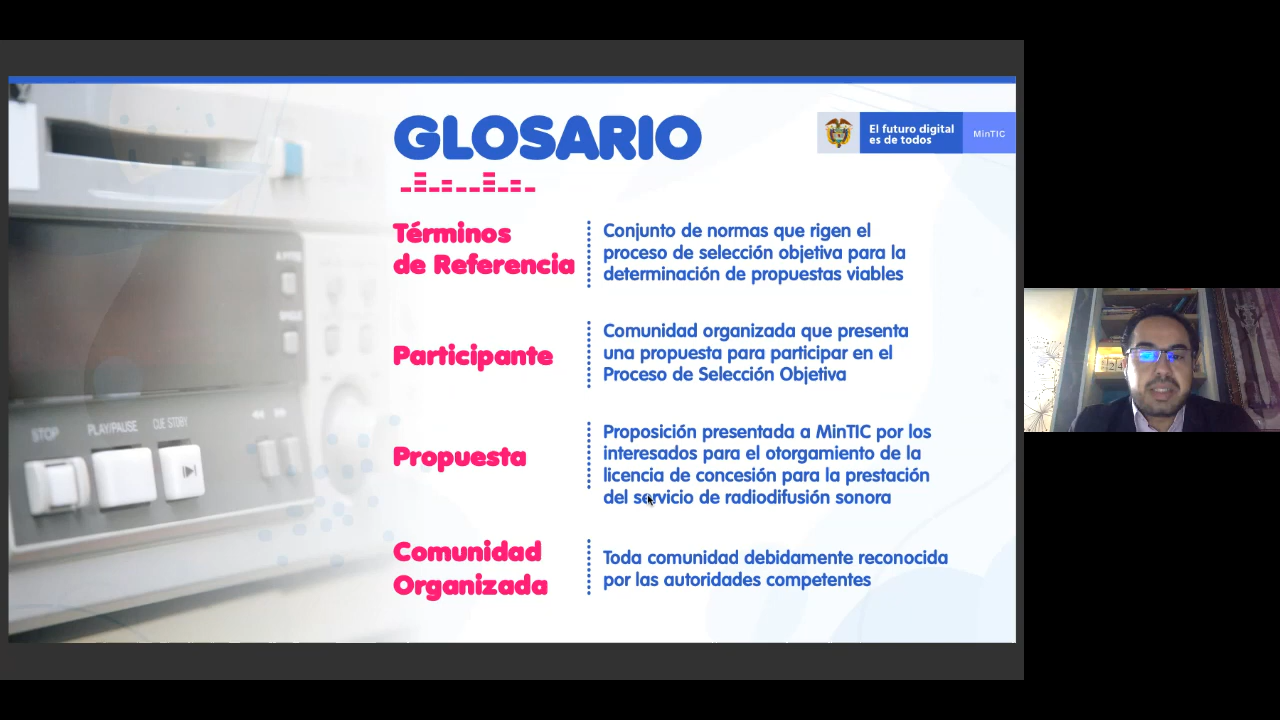 GLOSARIO
El futuro digital
es de todos
MinTIC
Términos
de Referencia
Conjunto de normas que rigen el
proceso de selección objetiva para la
determinación de propuestas viables
Participante
Comunidad organizada que presenta
una propuesta para participar en el
Proceso de Selección Objetiva
Propuesta
Proposición presentada a MinTIC por los
interesados para el otorgamiento de la
licencia de concesión para la prestación
del servicio de radiodifusión sonora
Comunidad
Organizada
Toda comunidad debidamente reconocida
por las autoridades competentes
STOP
PLAY/PAUSE
CUE STDBY
SINGLE
24